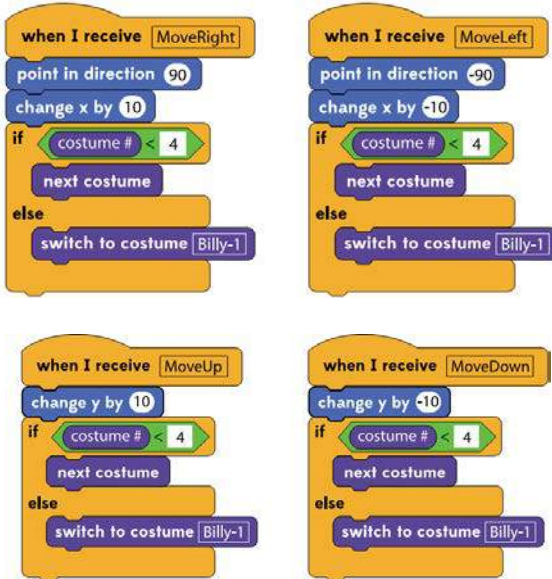 when I receive MoveRight
point in direction 90
change x by 10
if costume # < 4
next costume
else
switch to costume Billy-1
when I receive MoveLeft
point in direction -90
change x by -10
if costume # < 4
next costume
else
switch to costume Billy-1
when I receive MoveUp
change y by 10
if costume # < 4
next costume
else
switch to costume Billy-1
when I receive MoveDown
change y by -10
if costume # < 4
next costume
else
switch to costume Billy-1